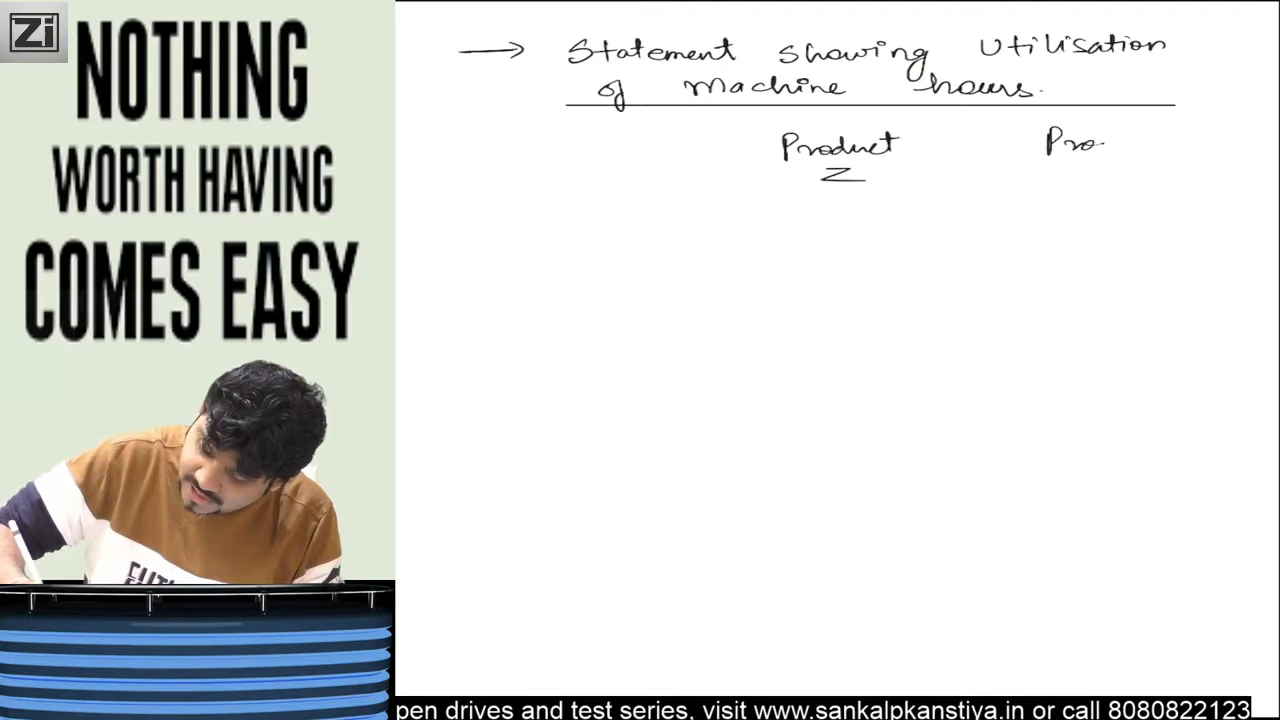 Zi
NOTHING
WORTH HAVING
COMES EASY
→ Statement showing Utilisation
of Machine hours.
Product Pro
Z
pen drives and test series, visit www.sankalpkanstiya.in or call 8080822123